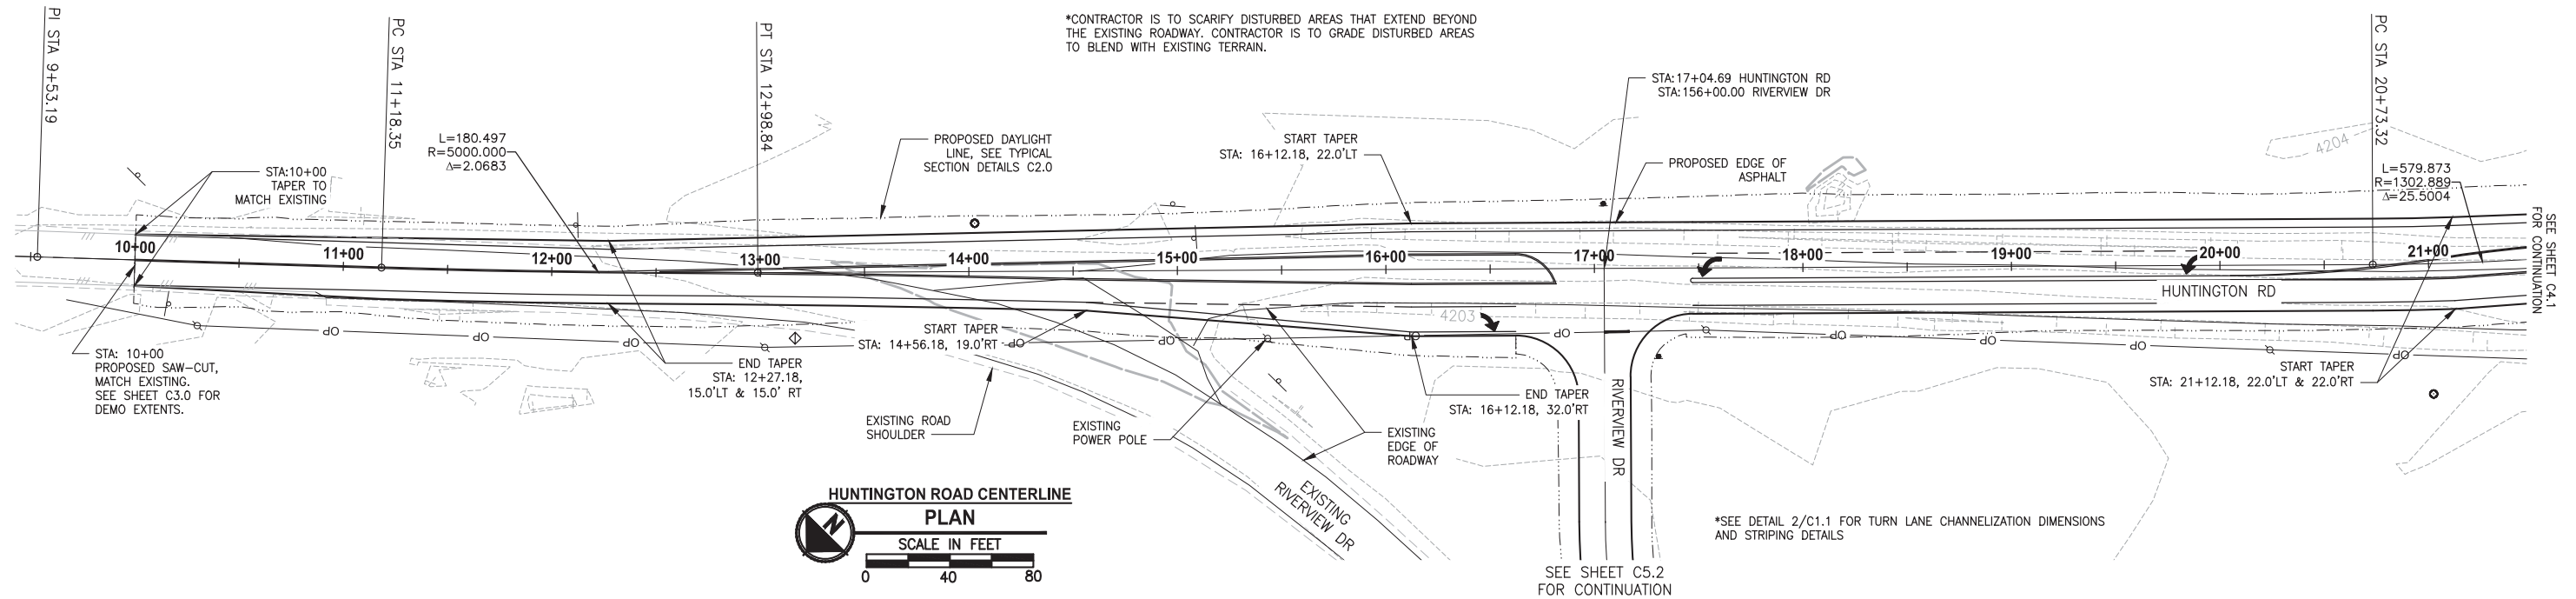 PI STA 9+53.19
PC STA 11+18.35
PT STA 12+98.84
*CONTRACTOR IS TO SCARIFY DISTURBED AREAS THAT EXTEND BEYOND
THE EXISTING ROADWAY. CONTRACTOR IS TO GRADE DISTURBED AREAS
TO BLEND WITH EXISTING TERRAIN.
STA:17+04.69 HUNTINGTON RD
STA:156+00.00 RIVERVIEW DR
PC STA 20+73.32
L=180.497
R=5000.000
Δ=2.0683
PROPOSED DAYLIGHT
LINE, SEE TYPICAL
SECTION DETAILS C2.0
START TAPER
STA: 16+12.18, 22.0'LT
PROPOSED EDGE OF
ASPHALT
4204
L=579.873
R=1302.889
Δ=25.5004
STA:10+00
TAPER TO
MATCH EXISTING
10+00
11+00
12+00
13+00
14+00
15+00
16+00
17+00
18+00
19+00
20+00
21+00
SEE SHEET C4.1
FOR CONTINUATION
HUNTINGTON RD
4203
OP
OP
OP
OP
OP
OP
OP
OP
OP
OP
OP
STA: 10+00
PROPOSED SAW-CUT,
MATCH EXISTING.
SEE SHEET C3.0 FOR
DEMO EXTENTS.
END TAPER
STA: 12+27.18,
15.0'LT & 15.0' RT
START TAPER
STA: 14+56.18, 19.0'RT
EXISTING ROAD
SHOULDER
EXISTING
POWER POLE
EXISTING
EDGE OF
ROADWAY
END TAPER
STA: 16+12.18, 32.0'RT
RIVERVIEW DR
START TAPER
STA: 21+12.18, 22.0'LT & 22.0'RT
EXISTING
RIVERVIEW DR
HUNTINGTON ROAD CENTERLINE
PLAN
N
SCALE IN FEET
0 40 80
*SEE DETAIL 2/C1.1 FOR TURN LANE CHANNELIZATION DIMENSIONS
AND STRIPING DETAILS
SEE SHEET C5.2
FOR CONTINUATION